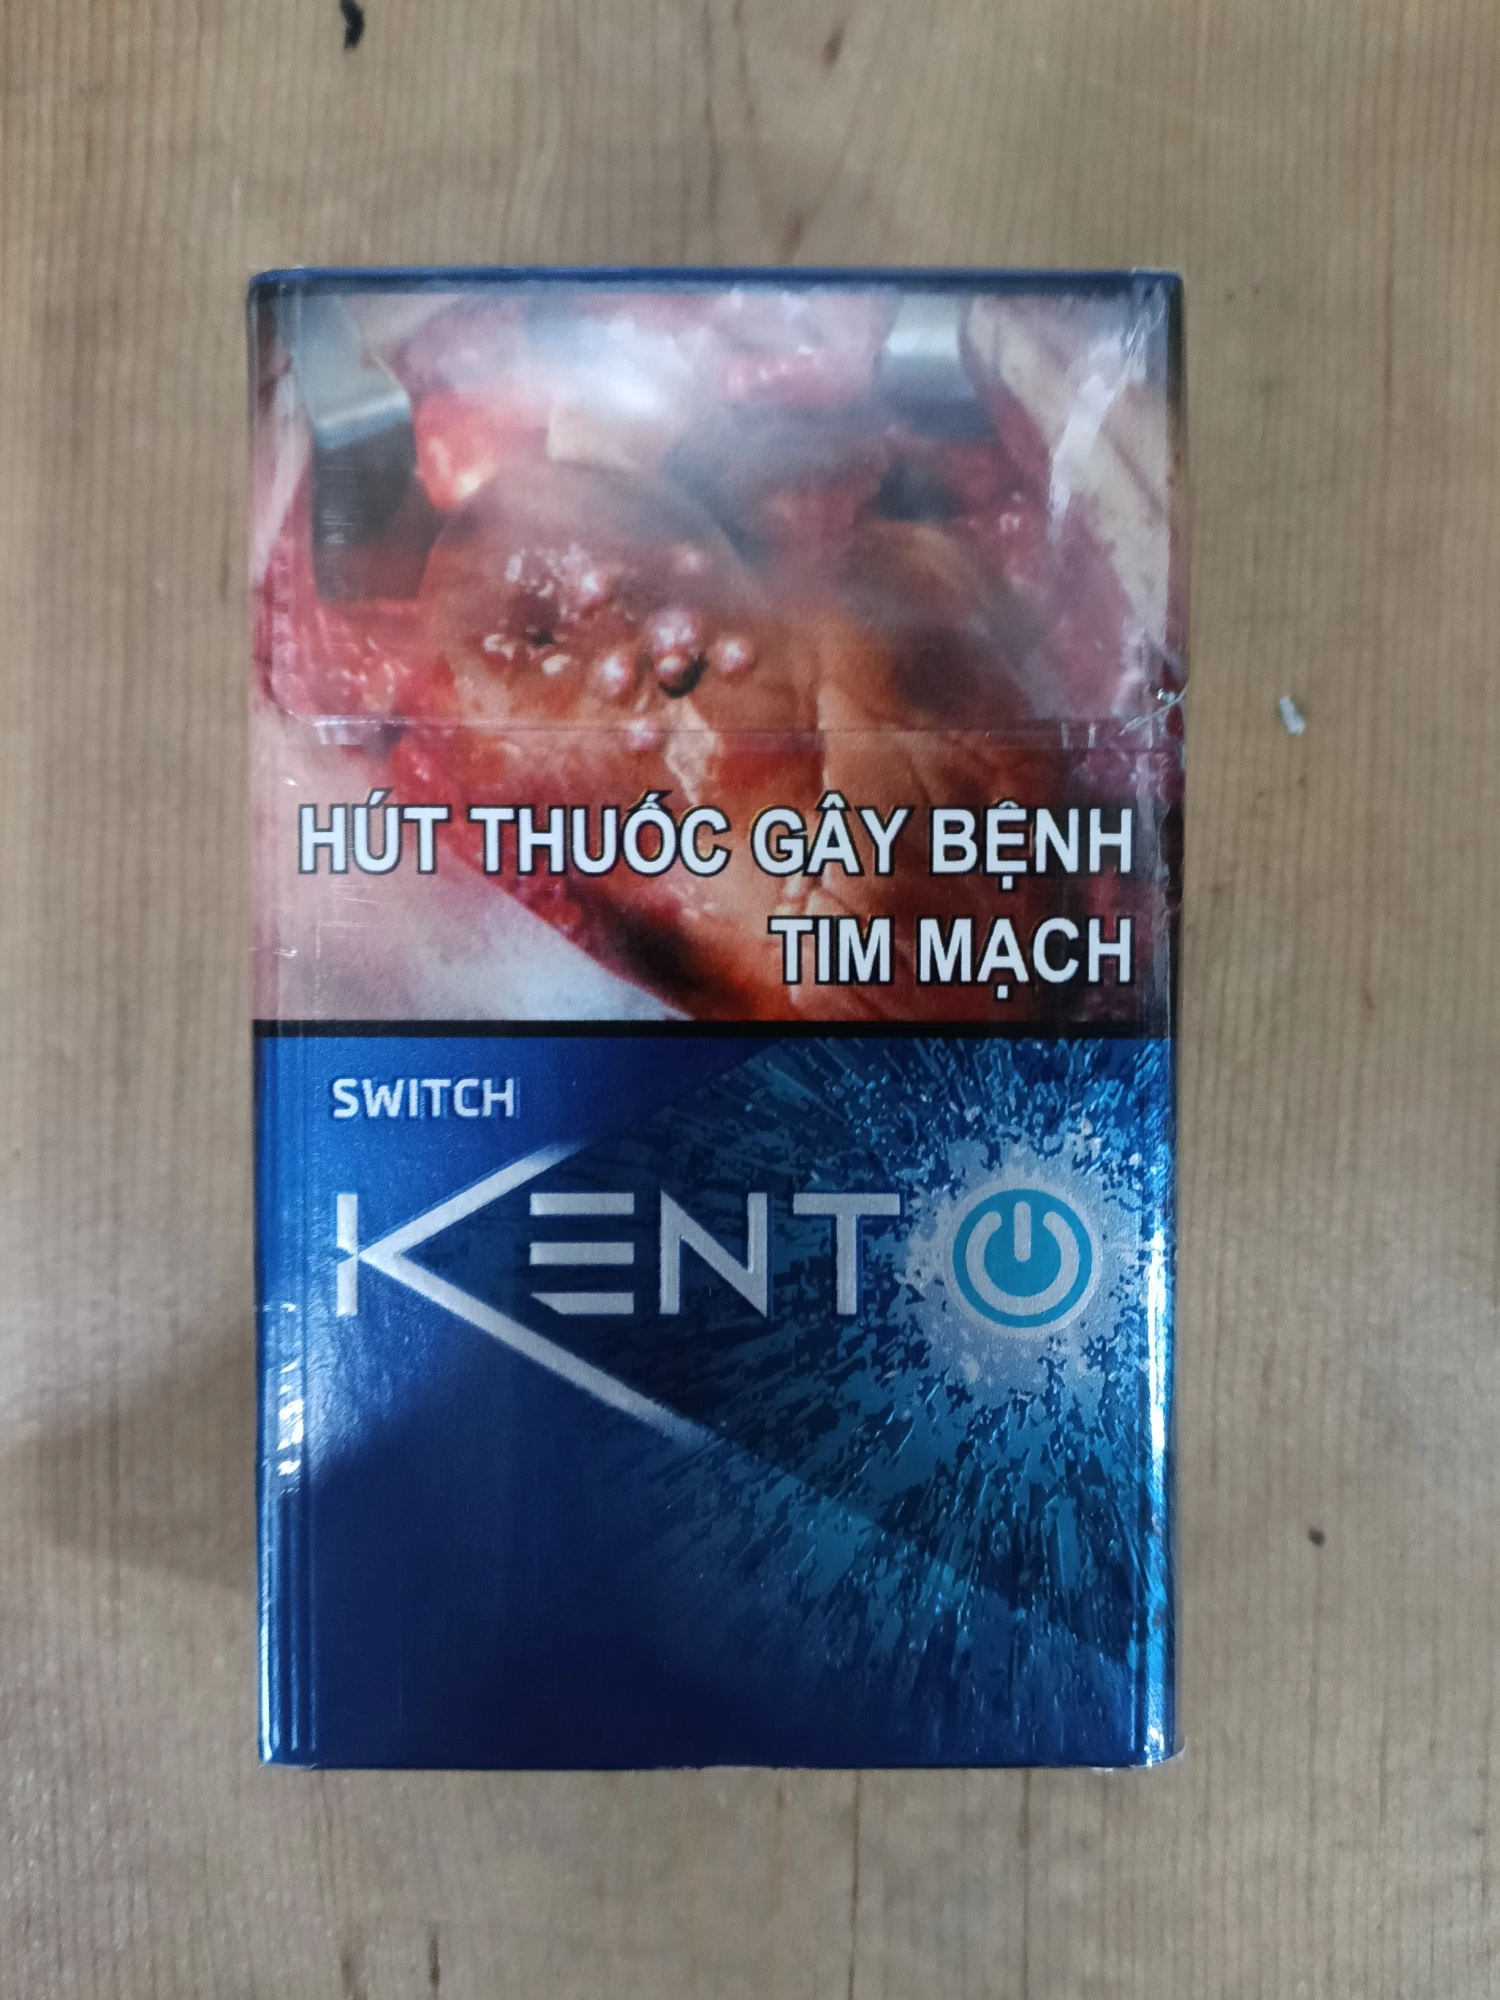 HÚT THUỐC GÂY BỆNH
TIM MẠCH
SWITCH
KENT